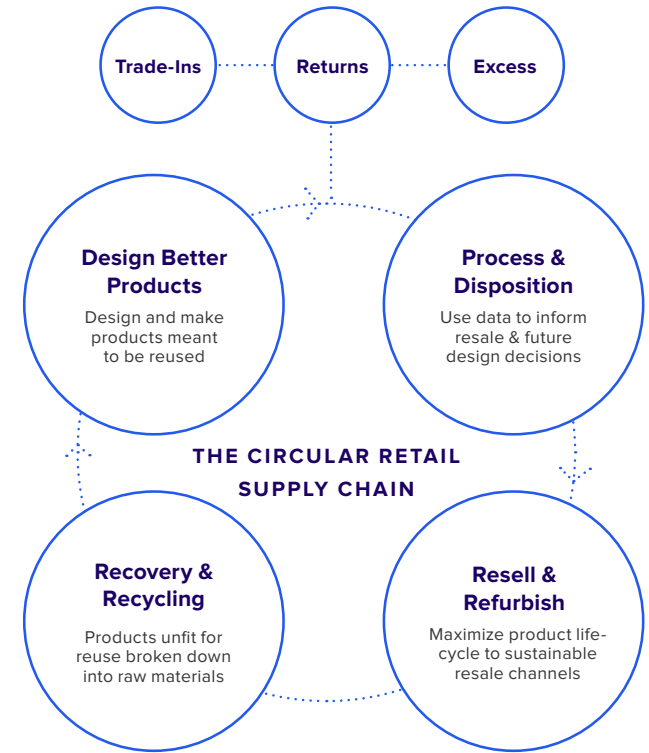 Trade-Ins
Returns
Excess
Design Better
Products
Design and make
products meant
to be reused
Process &
Disposition
Use data to inform
resale & future
design decisions
THE CIRCULAR RETAIL
SUPPLY CHAIN
Recovery &
Recycling
Products unfit for
reuse broken down
into raw materials
Resell &
Refurbish
Maximize product life-
cycle to sustainable
resale channels